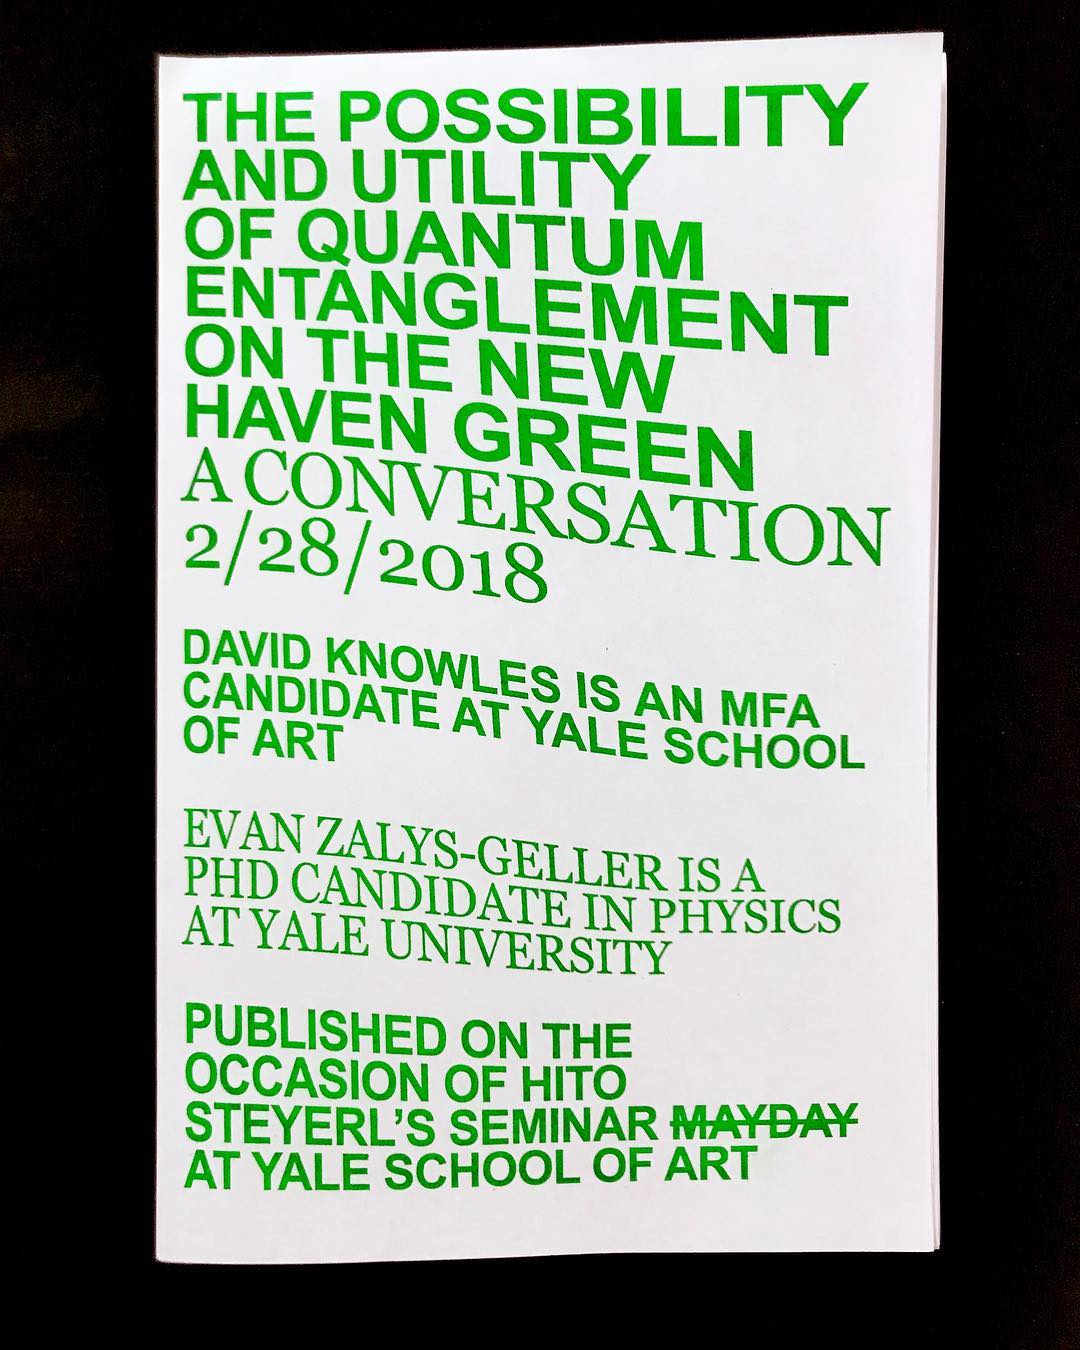 THE POSSIBILITY
AND UTILITY
OF QUANTUM
ENTANGLEMENT
ON THE NEW
HAVEN GREEN
A CONVERSATION
2/28/2018
DAVID KNOWLES IS AN MFA
CANDIDATE AT YALE SCHOOL
OF ART
EVAN ZALYS-GELLER IS A
PHD CANDIDATE IN PHYSICS
AT YALE UNIVERSITY
PUBLISHED ON THE
OCCASION OF HITO
STEYERL’S SEMINAR MAYDAY
AT YALE SCHOOL OF ART